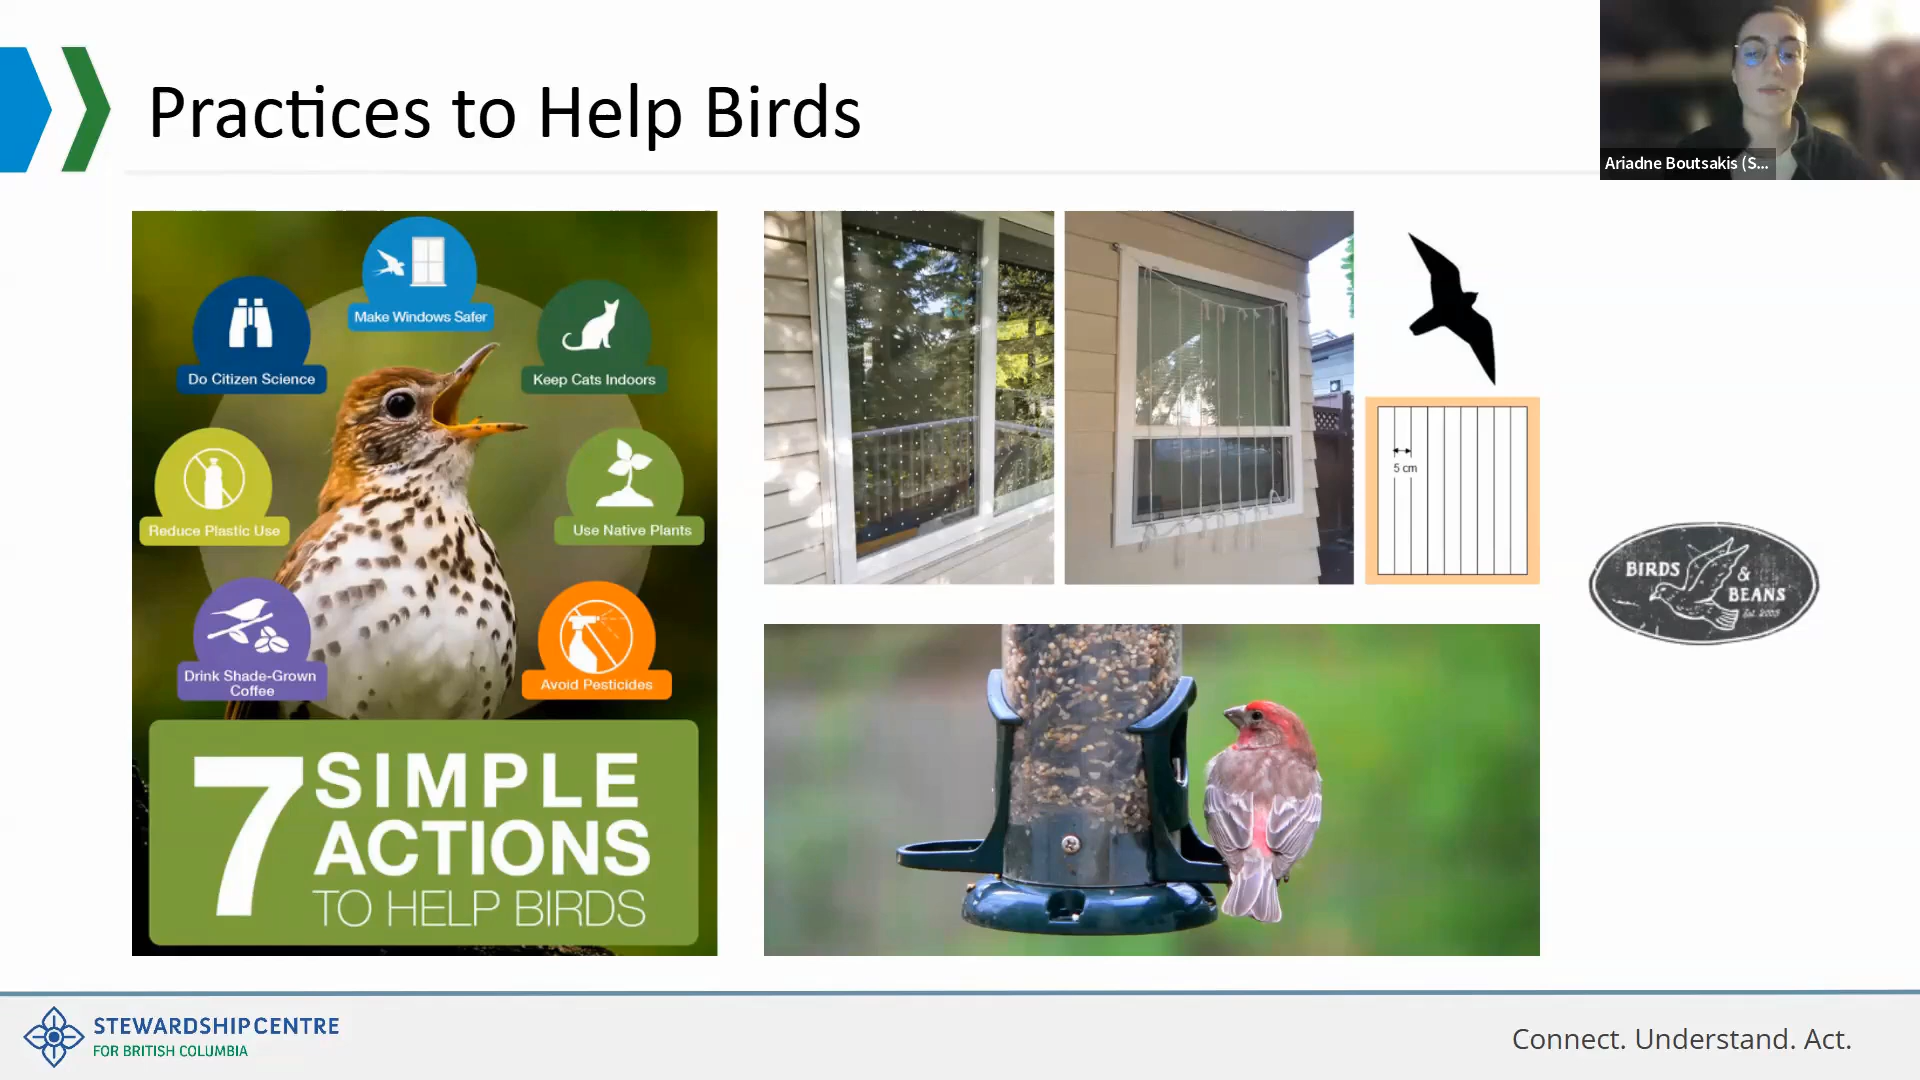 Practices to Help Birds
Ariadne Boutsakis (S...
Make Windows Safer
Do Citizen Science
Keep Cats Indoors
Reduce Plastic Use
Use Native Plants
Drink Shade-Grown
Coffee
Avoid Pesticides
7 SIMPLE
ACTIONS
TO HELP BIRDS
5 cm
BIRDS
&
BEANS
Est. 2005
STEWARDSHIP CENTRE
FOR BRITISH COLUMBIA
Connect. Understand. Act.